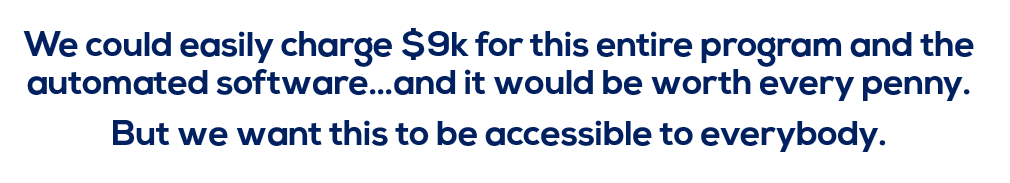 We could easily charge $9k for this entire program and the
automated software...and it would be worth every penny.
But we want this to be accessible to everybody.